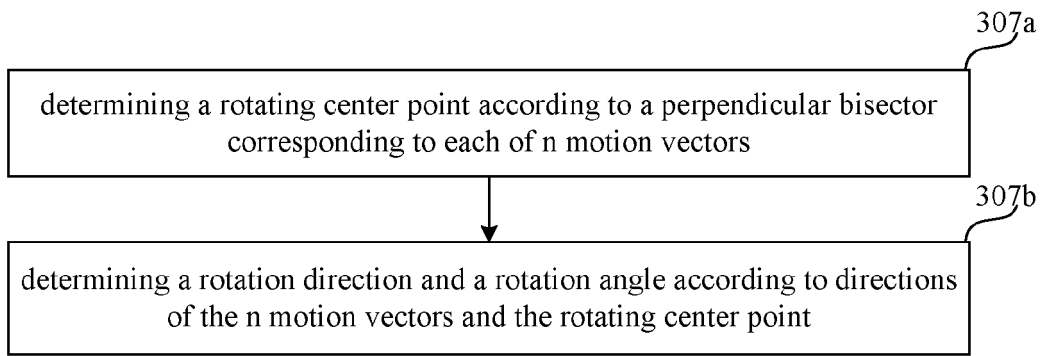 307a
determining a rotating center point according to a perpendicular bisector
corresponding to each of n motion vectors
307b
determining a rotation direction and a rotation angle according to directions
of the n motion vectors and the rotating center point